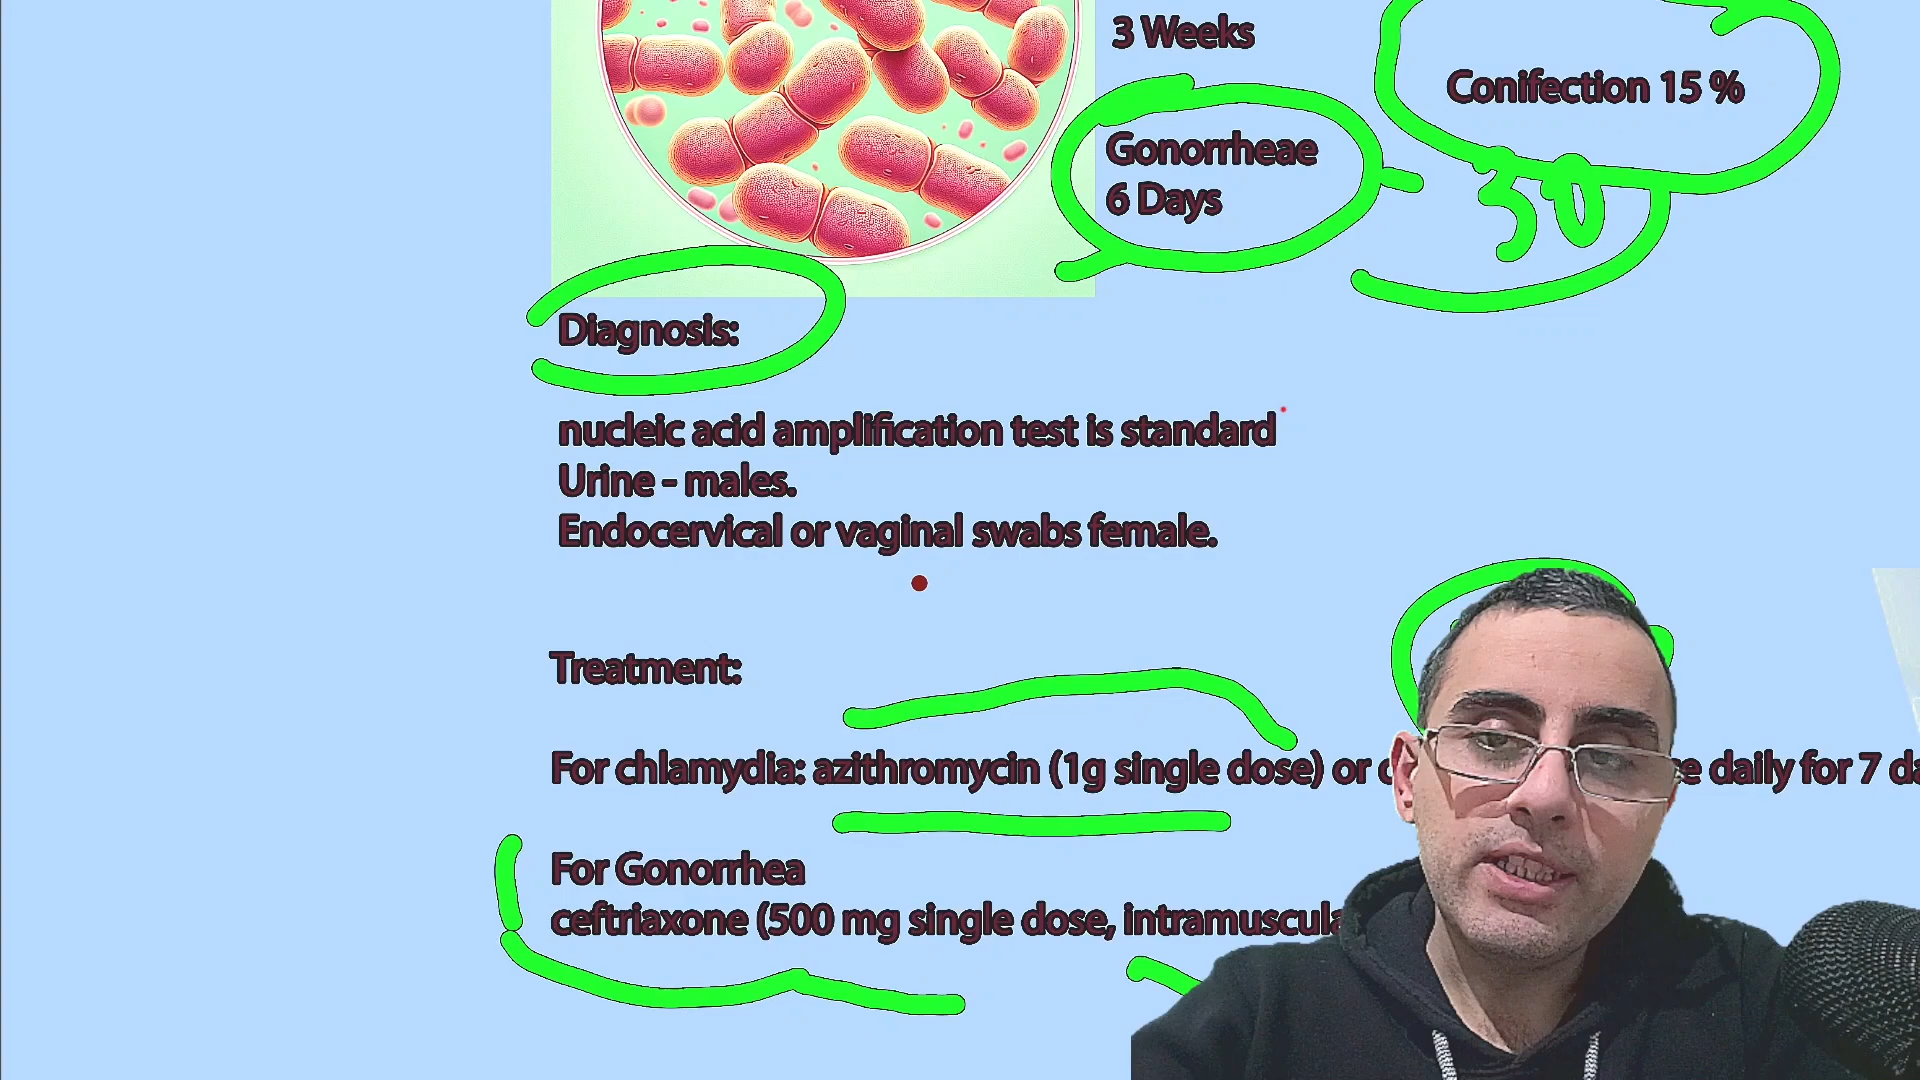 3 Weeks
Conifection 15 %
Gonorrheae
6 Days
30
Diagnosis:
nucleic acid amplification test is standard
Urine - males.
Endocervical or vaginal swabs female.
Treatment:
For chlamydia: azithromycin (1g single dose) or daily for 7
For Gonorrhea
ceftriaxone (500 mg single dose,